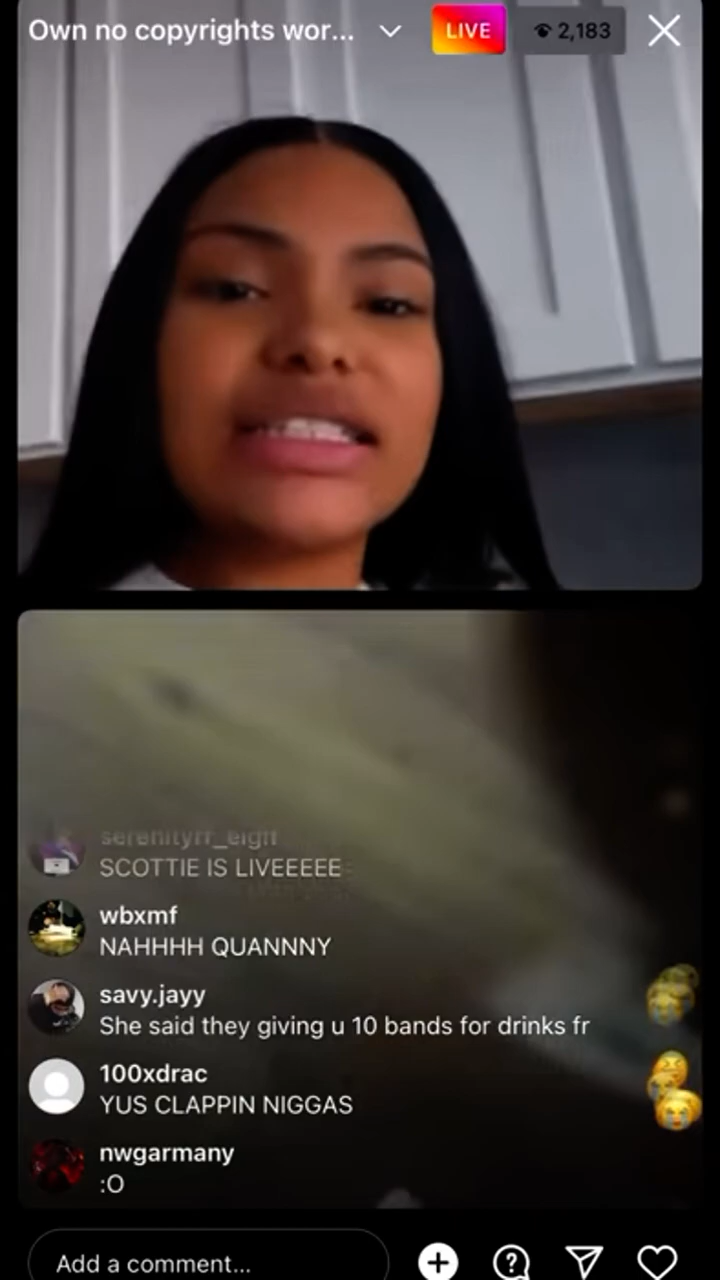 Own no copyrights wor...
LIVE
2,183
serenityrr_eight
SCOTTIE IS LIVEEEEE
wbxmf
NAHHHH QUANNNY
savy.jayy
She said they giving u 10 bands for drinks fr
100xdrac
YUS CLAPPIN NIGGAS
nwgarmany
:O
Add a comment...